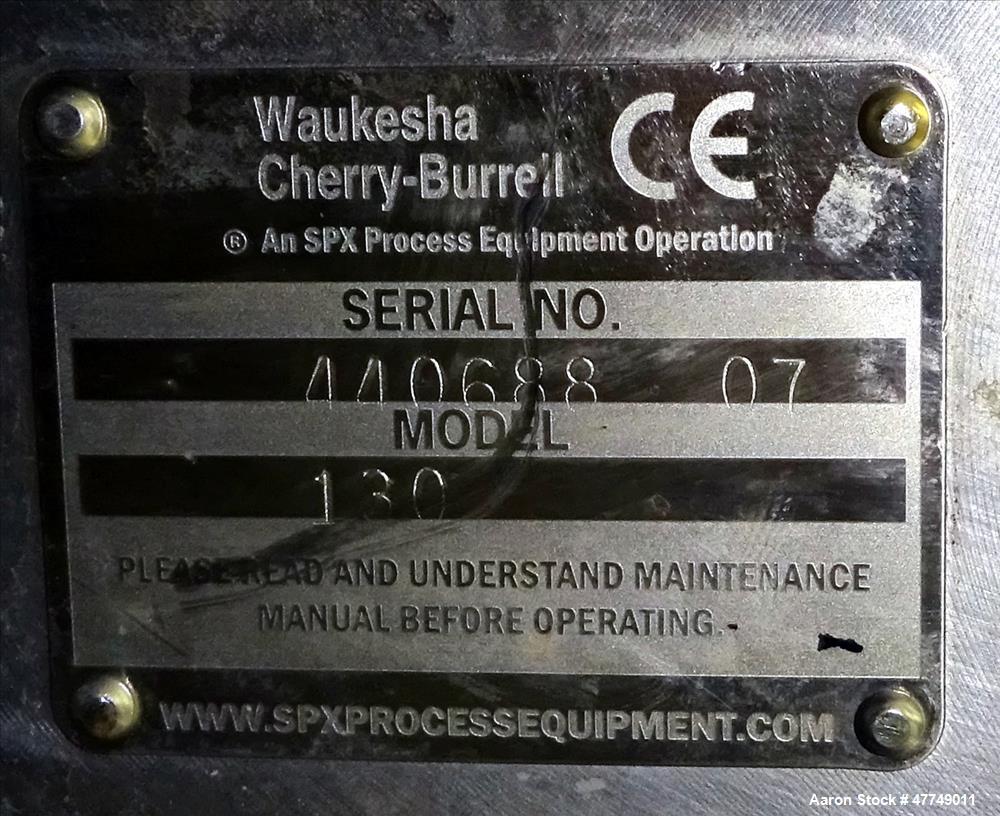 Waukesha
Cherry-Burrell
CE
® An SPX Process Equipment Operation
SERIAL NO.
440688 07
MODEL
130
PLEASE READ AND UNDERSTAND MAINTENANCE
MANUAL BEFORE OPERATING.
WWW.SPXPROCESSEQUIPMENT.COM
Aaron Stock # 47749011